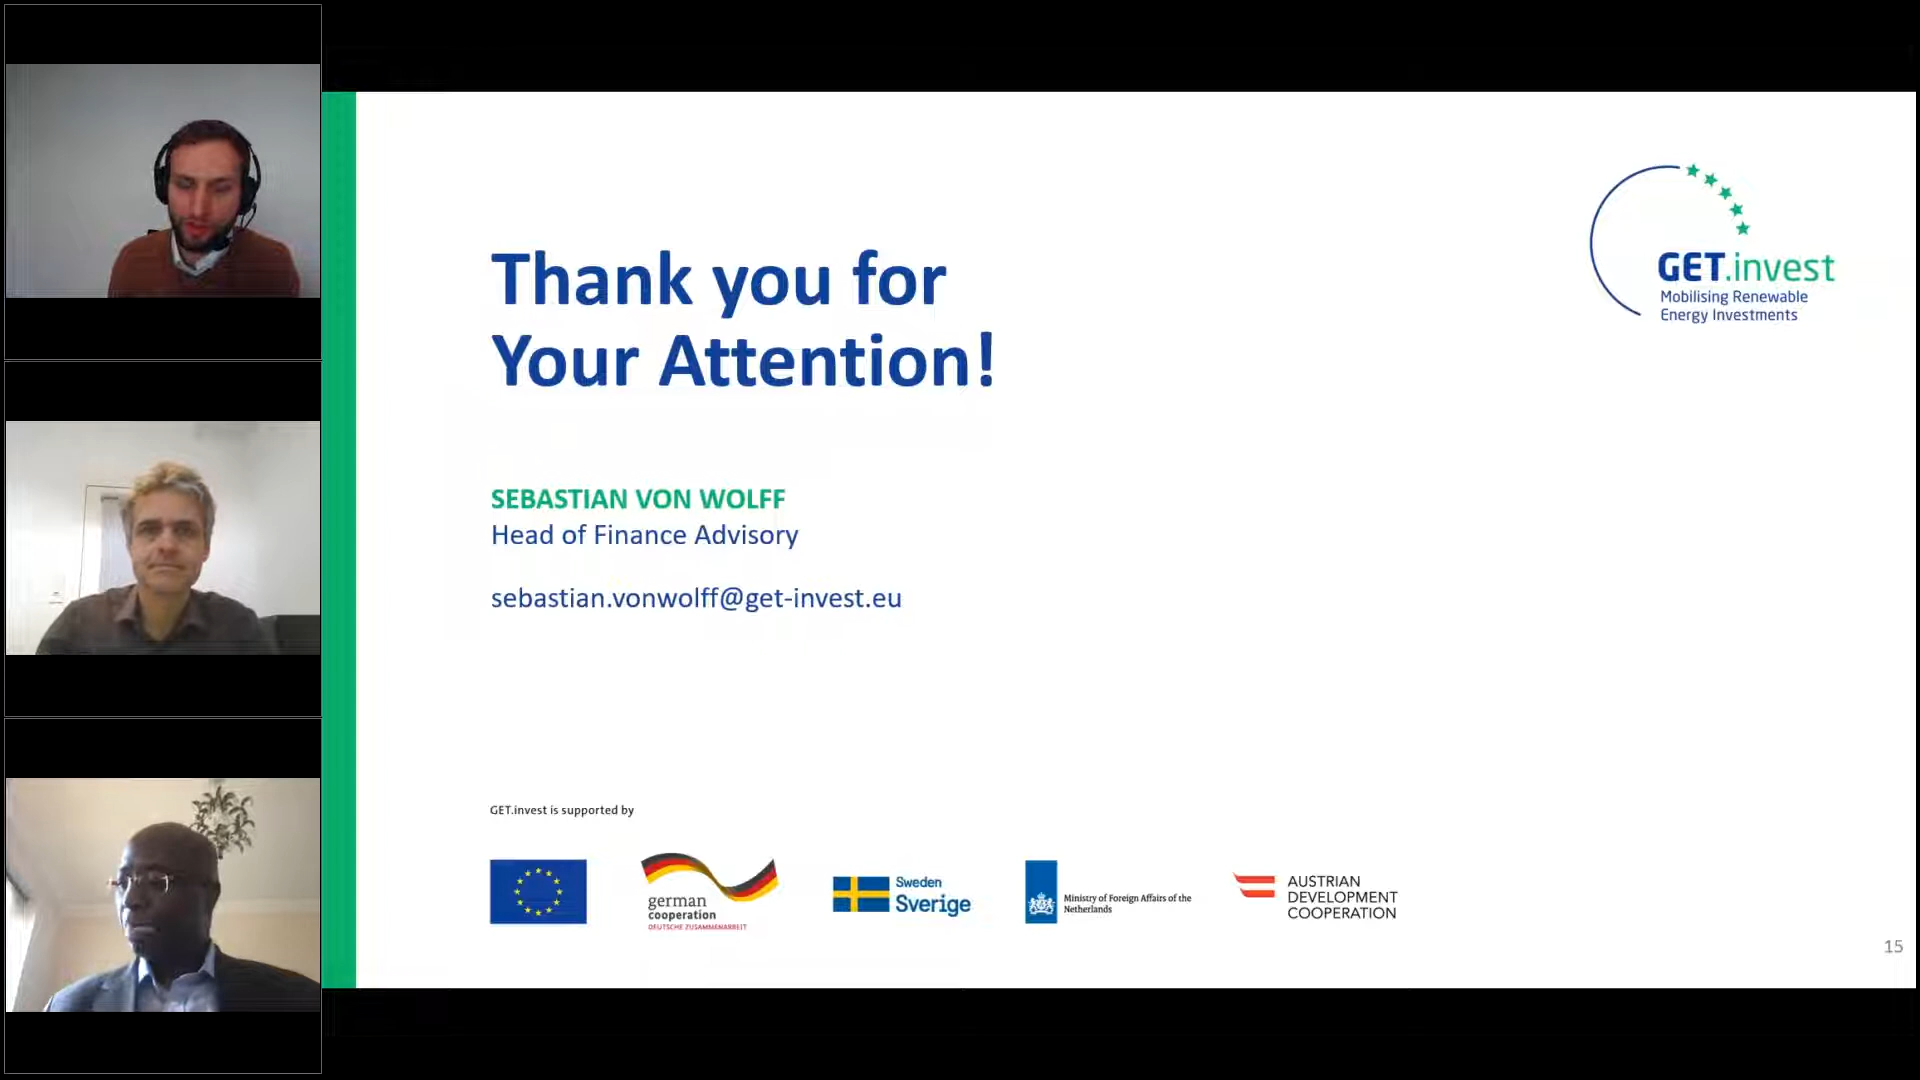 Thank you for
Your Attention!
GET.invest
Mobilising Renewable
Energy Investments
SEBASTIAN VON WOLFF
Head of Finance Advisory
sebastian.vonwolff@get-invest.eu
GET.invest is supported by
german
cooperation
DEUTSCHE ZUSAMMENARBEIT
Sweden
Sverige
Ministry of Foreign Affairs of the
Netherlands
AUSTRIAN
DEVELOPMENT
COOPERATION
15